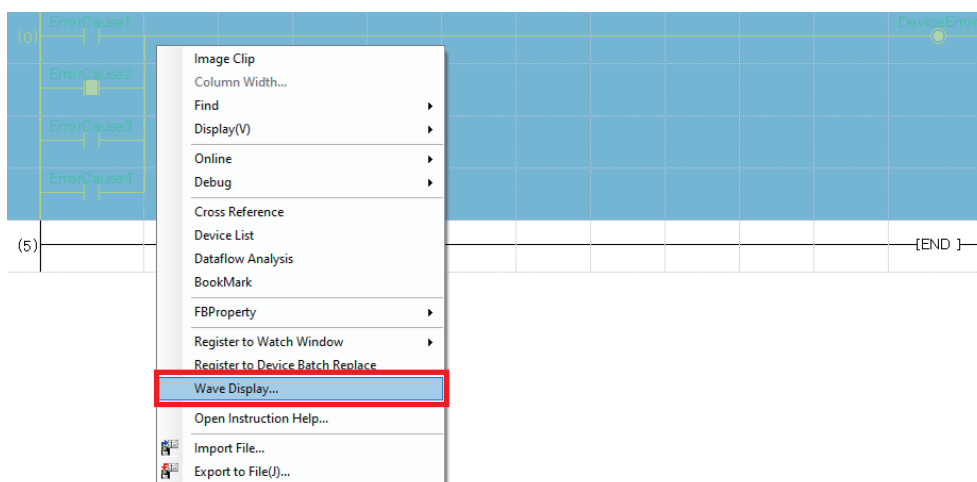 ErrorCause1
DeviceError
(0)
ErrorCause2
ErrorCause3
ErrorCause4
Image Clip
Column Width...
Find
Display(V)
Online
Debug
Cross Reference
Device List
Dataflow Analysis
BookMark
FBProperty
Register to Watch Window
Register to Device Batch Replace
Wave Display...
Open Instruction Help...
Import File...
Export to File(J)...
(5)
[END ]